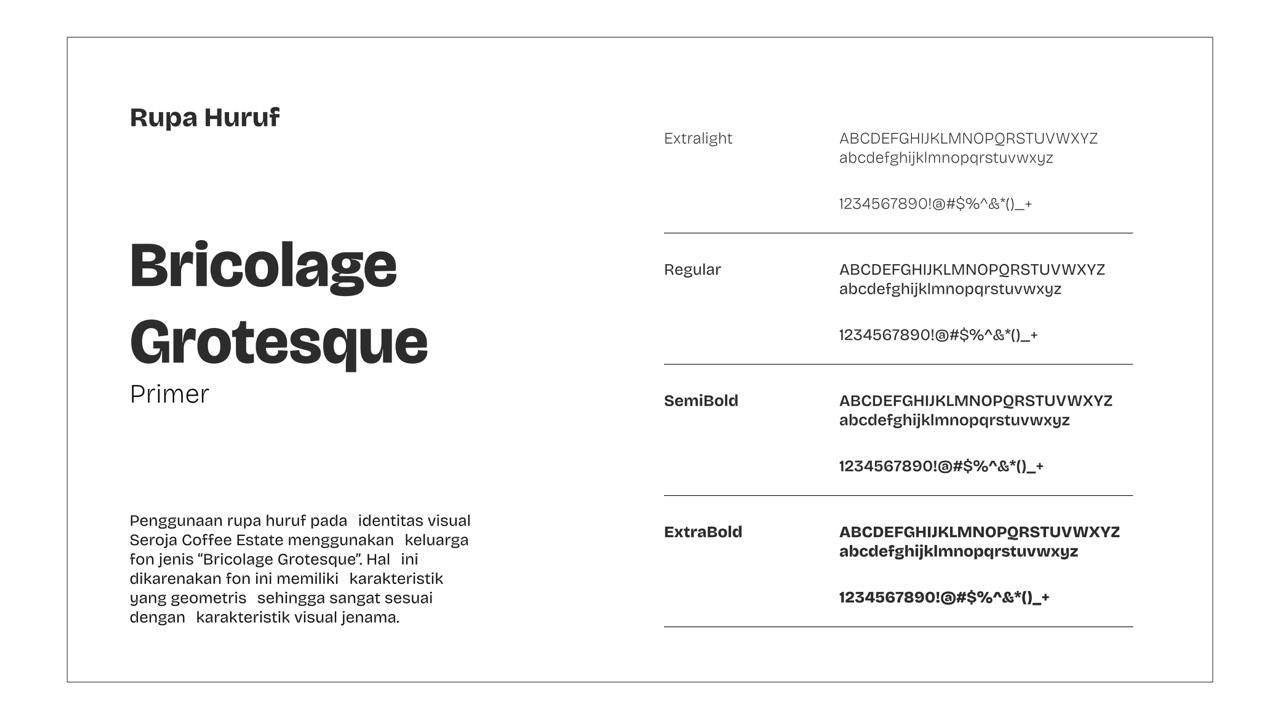 Rupa Huruf
Bricolage
Grotesque
Primer
Penggunaan rupa huruf pada identitas visual
Seroja Coffee Estate menggunakan keluarga
fon jenis “Bricolage Grotesque”. Hal ini
dikarenakan fon ini memiliki karakteristik
yang geometris sehingga sangat sesuai
dengan karakteristik visual jenama.
Extralight
ABCDEFGHIJKLMNOPQRSTUVWXYZ
abcdefghijklmnopqrstuvwxyz
1234567890!@#$%^&*()_+
Regular
ABCDEFGHIJKLMNOPQRSTUVWXYZ
abcdefghijklmnopqrstuvwxyz
1234567890!@#$%^&*()_+
SemiBold
ABCDEFGHIJKLMNOPQRSTUVWXYZ
abcdefghijklmnopqrstuvwxyz
1234567890!@#$%^&*()_+
ExtraBold
ABCDEFGHIJKLMNOPQRSTUVWXYZ
abcdefghijklmnopqrstuvwxyz
1234567890!@#$%^&*()_+